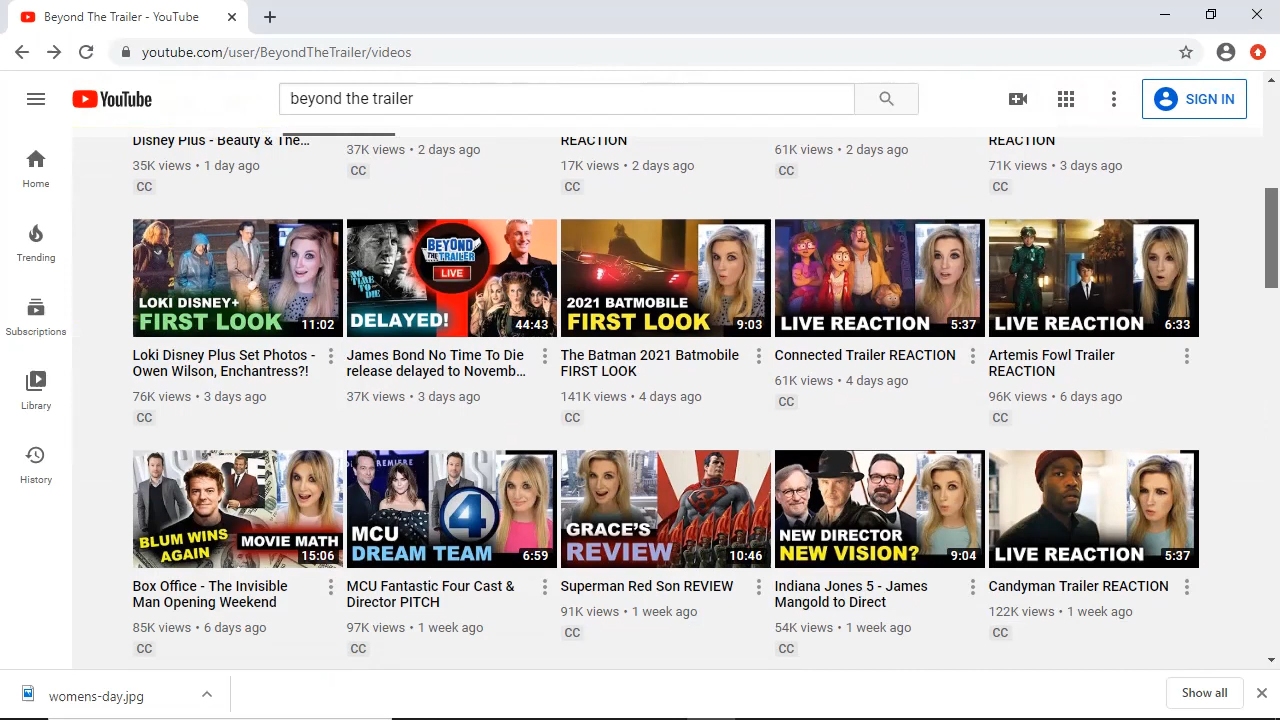 Beyond The Trailer - YouTube
youtube.com/user/BeyondTheTrailer/videos
YouTube
beyond the trailer
SIGN IN
Home
Trending
Subscriptions
Library
History
Disney Plus - Beauty & The...
35K views • 1 day ago
CC
37K views • 2 days ago
CC
REACTION
17K views • 2 days ago
CC
61K views • 2 days ago
CC
REACTION
71K views • 3 days ago
CC
LOKI DISNEY+
FIRST LOOK
11:02
Loki Disney Plus Set Photos -
Owen Wilson, Enchantress?!
76K views • 3 days ago
CC
NO
TIME
TO DIE
BEYOND
THE TRAILER
LIVE
DELAYED!
44:43
James Bond No Time To Die
release delayed to Novemb...
37K views • 3 days ago
2021 BATMOBILE
FIRST LOOK
9:03
The Batman 2021 Batmobile
FIRST LOOK
141K views • 4 days ago
CC
LIVE REACTION
5:37
Connected Trailer REACTION
61K views • 4 days ago
CC
LIVE REACTION
6:33
Artemis Fowl Trailer
REACTION
96K views • 6 days ago
CC
BLUM WINS
AGAIN
MOVIE MATH
15:06
Box Office - The Invisible
Man Opening Weekend
85K views • 6 days ago
CC
4
MCU
DREAM TEAM
6:59
MCU Fantastic Four Cast &
Director PITCH
97K views • 1 week ago
CC
GRACE'S
REVIEW
10:46
Superman Red Son REVIEW
91K views • 1 week ago
CC
NEW DIRECTOR
NEW VISION?
9:04
Indiana Jones 5 - James
Mangold to Direct
54K views • 1 week ago
CC
LIVE REACTION
5:37
Candyman Trailer REACTION
122K views • 1 week ago
CC
womens-day.jpg
Show all